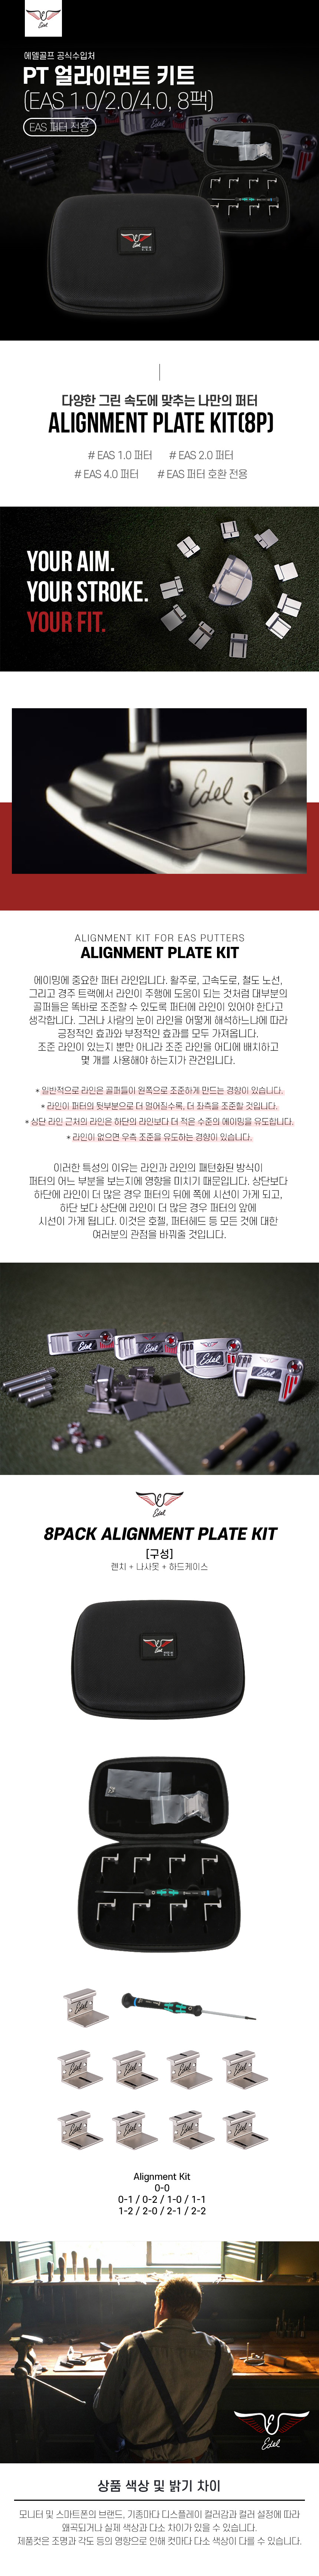 Edel
에델골프 공식수입처
PT 얼라이먼트 키트
(EAS 1.0/2.0/4.0, 8팩)
EAS 퍼터 전용
다양한 그린 속도에 맞추는 나만의 퍼터
ALIGNMENT PLATE KIT(8P)
# EAS 1.0 퍼터 # EAS 2.0 퍼터
# EAS 4.0 퍼터 # EAS 퍼터 호환 전용
YOUR AIM.
YOUR STROKE.
YOUR FIT.
Edel
ALIGNMENT KIT FOR EAS PUTTERS
ALIGNMENT PLATE KIT
에이밍에 중요한 퍼터 라인입니다. 활주로, 고속도로, 철도 노선,
그리고 경주 트랙에서 라인이 주행에 도움이 되는 것처럼 대부분의
골퍼들은 똑바로 조준할 수 있도록 퍼터에 라인이 있어야 한다고
생각합니다. 그러나 사람의 눈이 라인을 어떻게 해석하느냐에 따라
긍정적인 효과와 부정적인 효과를 모두 가져옵니다.
조준 라인이 있는지 뿐만 아니라 조준 라인을 어디에 배치하고
몇 개를 사용해야 하는지가 관건입니다.
* 일반적으로 라인은 골퍼들이 왼쪽으로 조준하게 만드는 경향이 있습니다.
* 라인이 퍼터의 뒷부분으로 더 멀어질수록, 더 좌측을 조준할 것입니다.
* 상단 라인 근처의 라인은 하단의 라인보다 더 적은 수준의 에이밍을 유도합니다.
* 라인이 없으면 우측 조준을 유도하는 경향이 있습니다.
이러한 특성의 이유는 라인과 라인의 패턴화된 방식이
퍼터의 어느 부분을 보는지에 영향을 미치기 때문입니다. 상단보다
하단에 라인이 더 많은 경우 퍼터의 뒤에 쪽에 시선이 가게 되고,
하단 보다 상단에 라인이 더 많은 경우 퍼터의 앞에
시선이 가게 됩니다. 이것은 호젤, 퍼터헤드 등 모든 것에 대한
여러분의 관점을 바꿔줄 것입니다.
Edel
Edel
Edel
Edel
Edel
8PACK ALIGNMENT PLATE KIT
[구성]
렌치 + 나사못 + 하드케이스
Edel
Edel
Edel
Edel
Edel
Edel
Edel
Edel
Edel
Alignment Kit
0-0
0-1 / 0-2 / 1-0 / 1-1
1-2 / 2-0 / 2-1 / 2-2
Edel
상품 색상 및 밝기 차이
모니터 및 스마트폰의 브랜드, 기종마다 디스플레이 컬러감과 컬러 설정에 따라
왜곡되거나 실제 색상과 다소 차이가 있을 수 있습니다.
제품컷은 조명과 각도 등의 영향으로 인해 컷마다 다소 색상이 다를 수 있습니다.